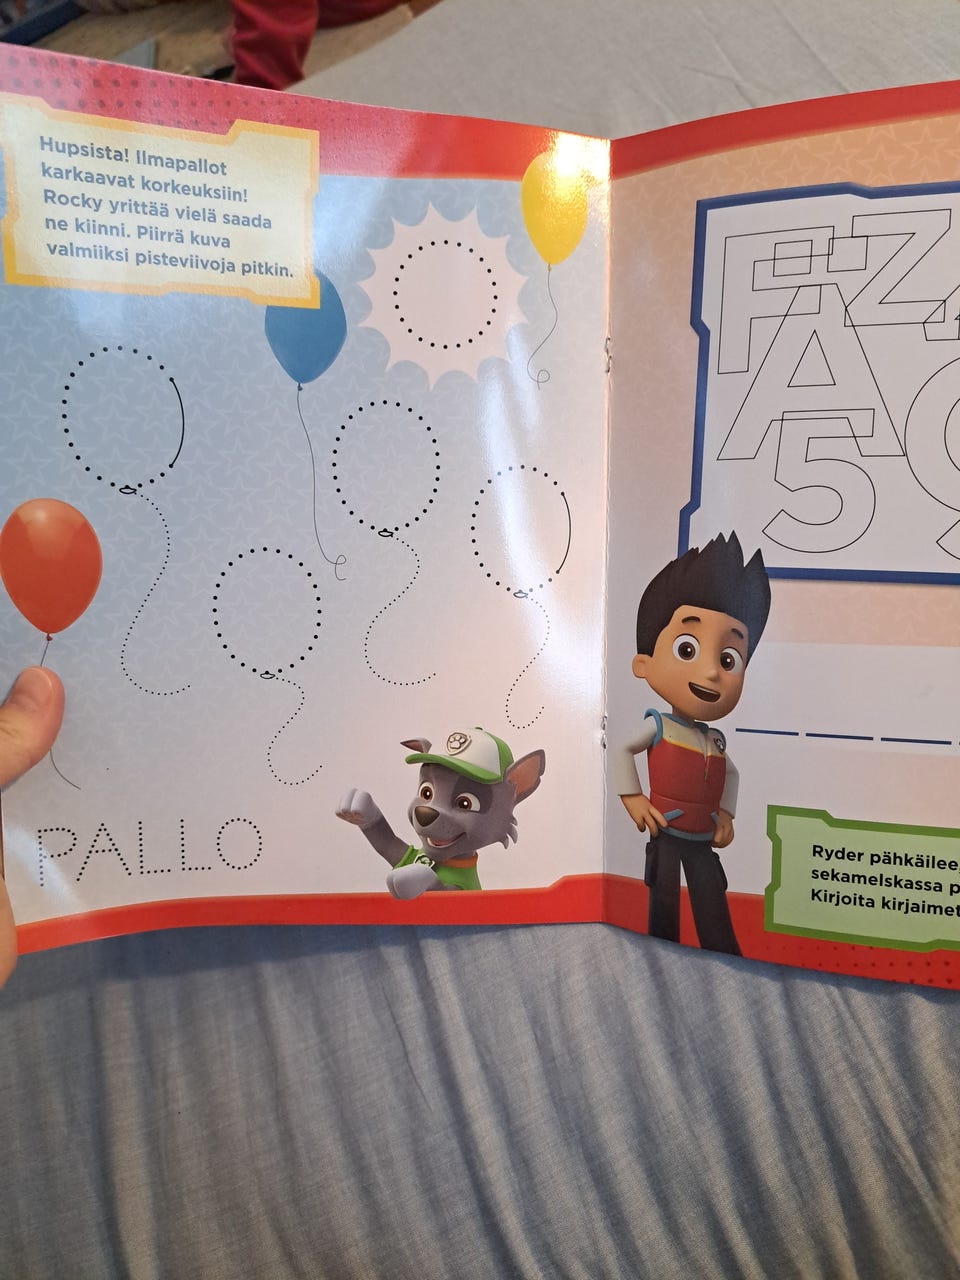 Hupsista! Ilmapallot
karkaavat korkeuksiin!
Rocky yrittää vielä saada
ne kiinni. Piirrä kuva
valmiiksi pisteviivoja pitkin.
PALLO
F Z
A
5
Ryder pähkäilee,
sekamelskassa
Kirjoita kirjaimet